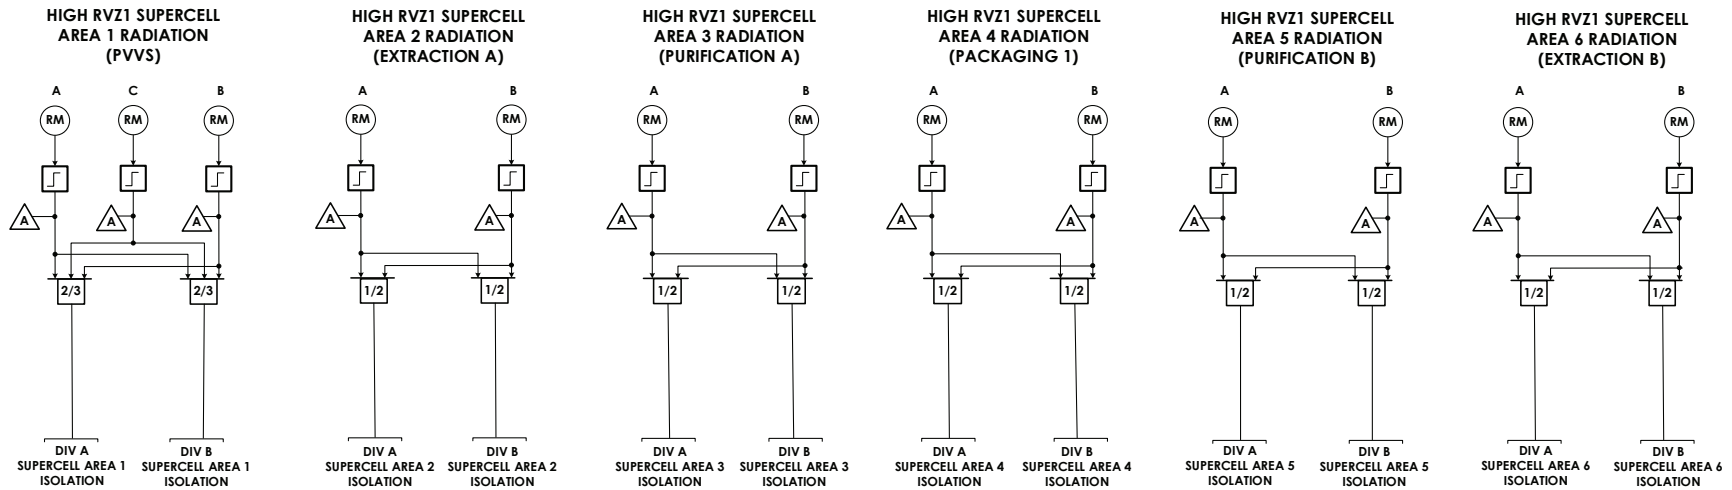 HIGH RVZ1 SUPERCELL
AREA 1 RADIATION
(PVVS)
A
C
B
RM
RM
RM
A
A
A
2/3
2/3
DIV A
SUPERCELL AREA 1
ISOLATION
DIV B
SUPERCELL AREA 1
ISOLATION
HIGH RVZ1 SUPERCELL
AREA 2 RADIATION
(EXTRACTION A)
A
B
RM
RM
A
A
1/2
1/2
DIV A
SUPERCELL AREA 2
ISOLATION
DIV B
SUPERCELL AREA 2
ISOLATION
HIGH RVZ1 SUPERCELL
AREA 3 RADIATION
(PURIFICATION A)
A
B
RM
RM
A
A
1/2
1/2
DIV A
SUPERCELL AREA 3
ISOLATION
DIV B
SUPERCELL AREA 3
ISOLATION
HIGH RVZ1 SUPERCELL
AREA 4 RADIATION
(PACKAGING 1)
A
B
RM
RM
A
A
1/2
1/2
DIV A
SUPERCELL AREA 4
ISOLATION
DIV B
SUPERCELL AREA 4
ISOLATION
HIGH RVZ1 SUPERCELL
AREA 5 RADIATION
(PURIFICATION B)
A
B
RM
RM
A
A
1/2
1/2
DIV A
SUPERCELL AREA 5
ISOLATION
DIV B
SUPERCELL AREA 5
ISOLATION
HIGH RVZ1 SUPERCELL
AREA 6 RADIATION
(EXTRACTION B)
A
B
RM
RM
A
A
1/2
1/2
DIV A
SUPERCELL AREA 6
ISOLATION
DIV B
SUPERCELL AREA 6
ISOLATION